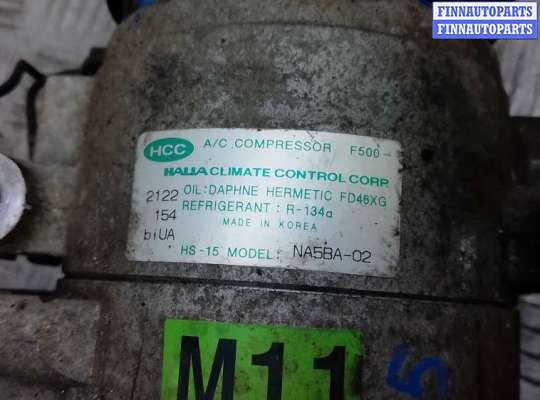 FINNAUTOPARTS
FINNAUTOPARTS
HCC A/C COMPRESSOR F500-
HALLA CLIMATE CONTROL CORP.
2122 OIL:DAPHNE HERMETIC FD46XG
154 REFRIGERANT : R-134a
MADE IN KOREA
HS-15 MODEL: NA5BA-02
M11